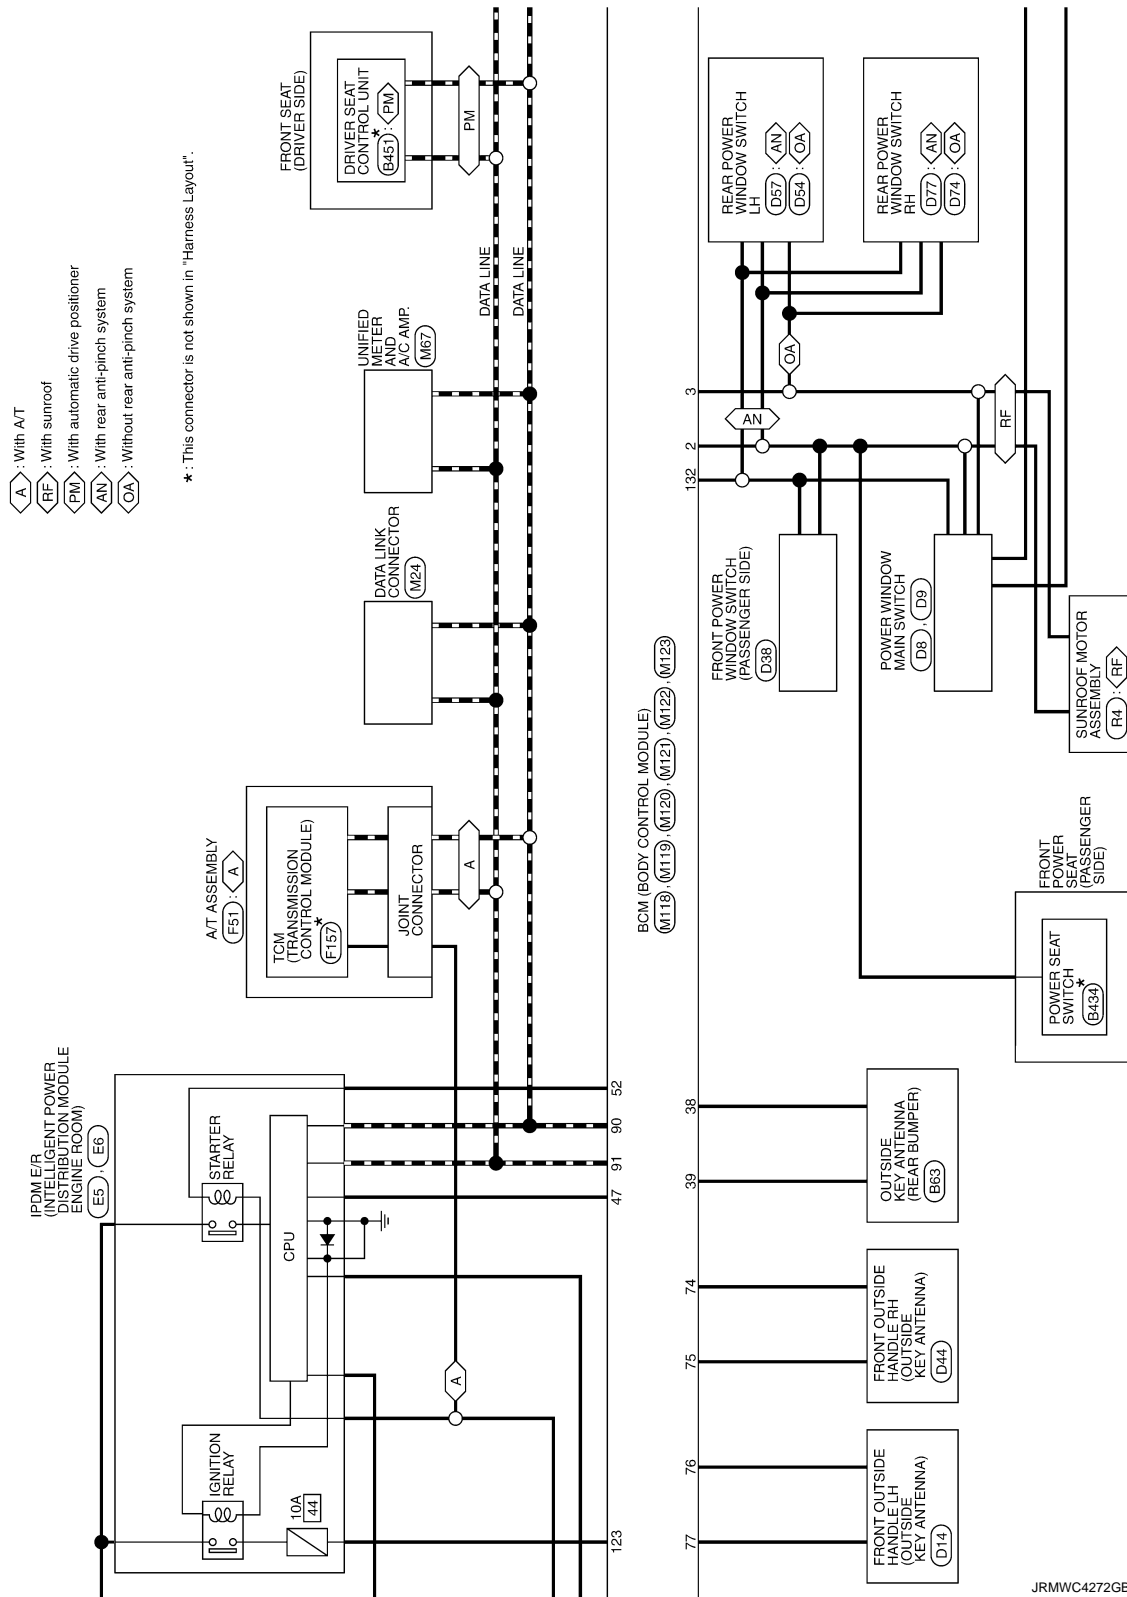 A : With A/T
RF : With sunroof
PM : With automatic drive positioner
AN : With rear anti-pinch system
OA : Without rear anti-pinch system
* : This connector is not shown in "Harness Layout".
IPDM E/R
(INTELLIGENT POWER
DISTRIBUTION MODULE
ENGINE ROOM)
E5 , E6
IGNITION
RELAY
10A
44
STARTER
RELAY
CPU
A
A/T ASSEMBLY
F51 : A
TCM
(TRANSMISSION
CONTROL MODULE)
*
F157
JOINT
CONNECTOR
A
DATA LINK
CONNECTOR
M24
UNIFIED
METER
AND
A/C AMP.
M67
DATA LINE
DATA LINE
FRONT SEAT
(DRIVER SIDE)
DRIVER SEAT
CONTROL UNIT
*
B451 : PM
PM
123
47
91
90
52
BCM (BODY CONTROL MODULE)
M118 , M119 , M120 , M121 , M122 , M123
77
76
75
74
39
38
132
2
3
FRONT OUTSIDE
HANDLE LH
(OUTSIDE
KEY ANTENNA)
D14
FRONT OUTSIDE
HANDLE RH
(OUTSIDE
KEY ANTENNA)
D44
OUTSIDE
KEY ANTENNA
(REAR BUMPER)
B63
FRONT
POWER
SEAT
(PASSENGER
SIDE)
POWER SEAT
SWITCH
*
B434
FRONT POWER
WINDOW SWITCH
(PASSENGER SIDE)
D38
POWER WINDOW
MAIN SWITCH
D8 , D9
SUNROOF MOTOR
ASSEMBLY
R4 : RF
AN
OA
RF
REAR POWER
WINDOW SWITCH
LH
D57 : AN
D54 : OA
REAR POWER
WINDOW SWITCH
RH
D77 : AN
D74 : OA
JRMWC4272GB